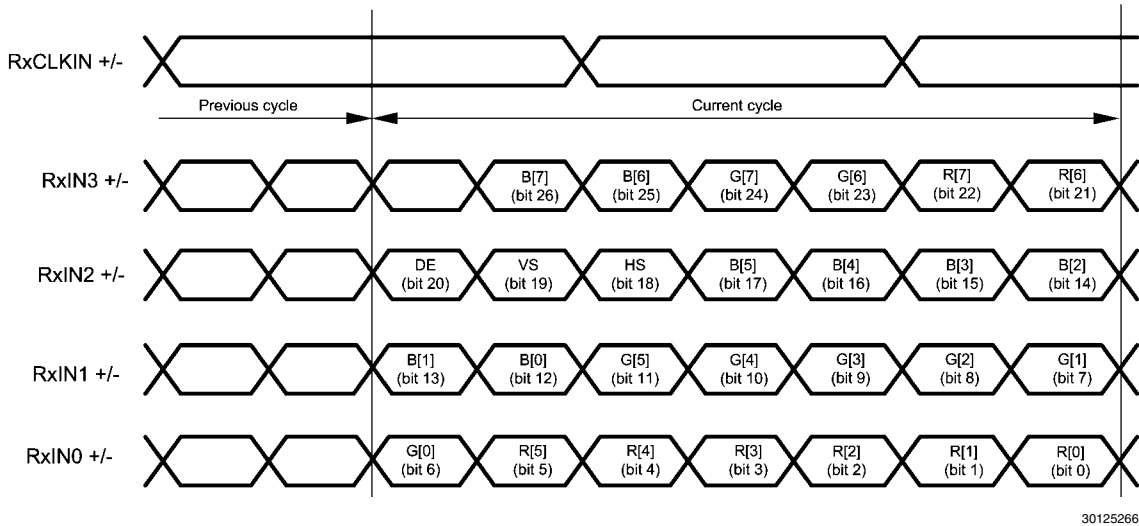 RxCLKIN +/-
Previous cycle
Current cycle
RxIN3 +/-
B[7]
(bit 26)
B[6]
(bit 25)
G[7]
(bit 24)
G[6]
(bit 23)
R[7]
(bit 22)
R[6]
(bit 21)
RxIN2 +/-
DE
(bit 20)
VS
(bit 19)
HS
(bit 18)
B[5]
(bit 17)
B[4]
(bit 16)
B[3]
(bit 15)
B[2]
(bit 14)
RxIN1 +/-
B[1]
(bit 13)
B[0]
(bit 12)
G[5]
(bit 11)
G[4]
(bit 10)
G[3]
(bit 9)
G[2]
(bit 8)
G[1]
(bit 7)
RxIN0 +/-
G[0]
(bit 6)
R[5]
(bit 5)
R[4]
(bit 4)
R[3]
(bit 3)
R[2]
(bit 2)
R[1]
(bit 1)
R[0]
(bit 0)
30125266